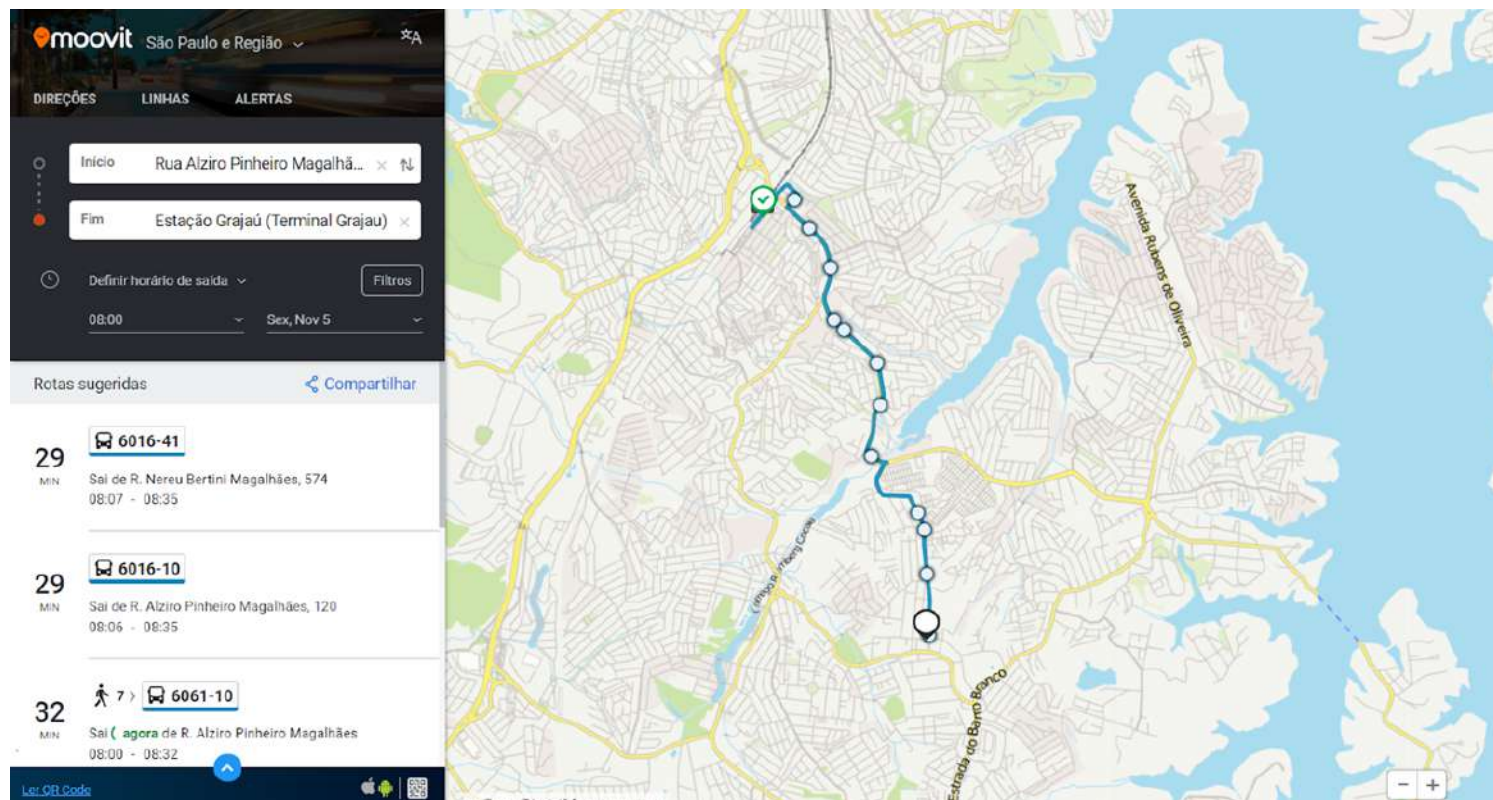 moovit São Paulo e Região
DIREÇÕES LINHAS ALERTAS
Início Rua Alziro Pinheiro Magalhã...
Fim Estação Grajaú (Terminal Grajau)
Definir horário de saída
Filtros
08:00 Sex, Nov 5
Rotas sugeridas Compartilhar
29 MIN
6016-41
Sai de R. Nereu Bertini Magalhães, 574
08:07 - 08:35
29 MIN
6016-10
Sai de R. Alziro Pinheiro Magalhães, 120
08:06 - 08:35
32 MIN
7 > 6061-10
Sai ( agora de R. Alziro Pinheiro Magalhães
08:00 - 08:32
Ler QR Code
Avenida Rubens de Oliveira
Estrada do Barro Branco
- +